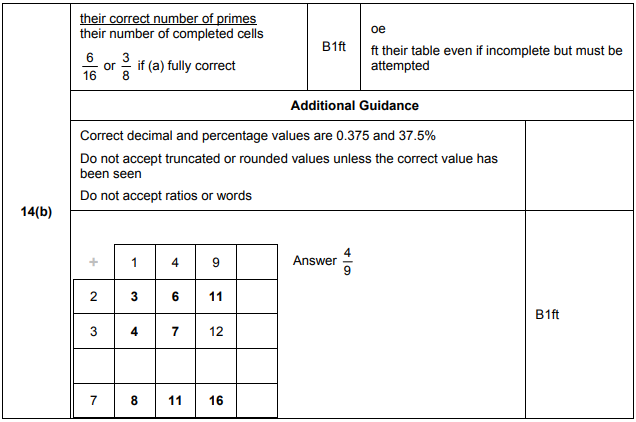 their correct number of primes
their number of completed cells
6/16 or 3/8 if (a) fully correct
B1ft
oe
ft their table even if incomplete but must be
attempted
Additional Guidance
14(b)
Correct decimal and percentage values are 0.375 and 37.5%
Do not accept truncated or rounded values unless the correct value has
been seen
Do not accept ratios or words
+ 1 4 9
2 3 6 11
3 4 7 12
7 8 11 16
Answer 4/9
B1ft